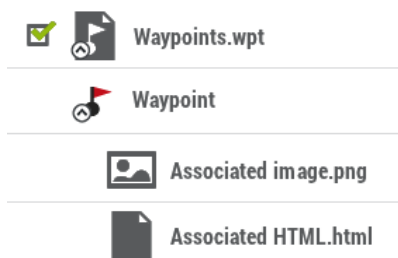 Waypoints.wpt
Waypoint
Associated image.png
Associated HTML.html